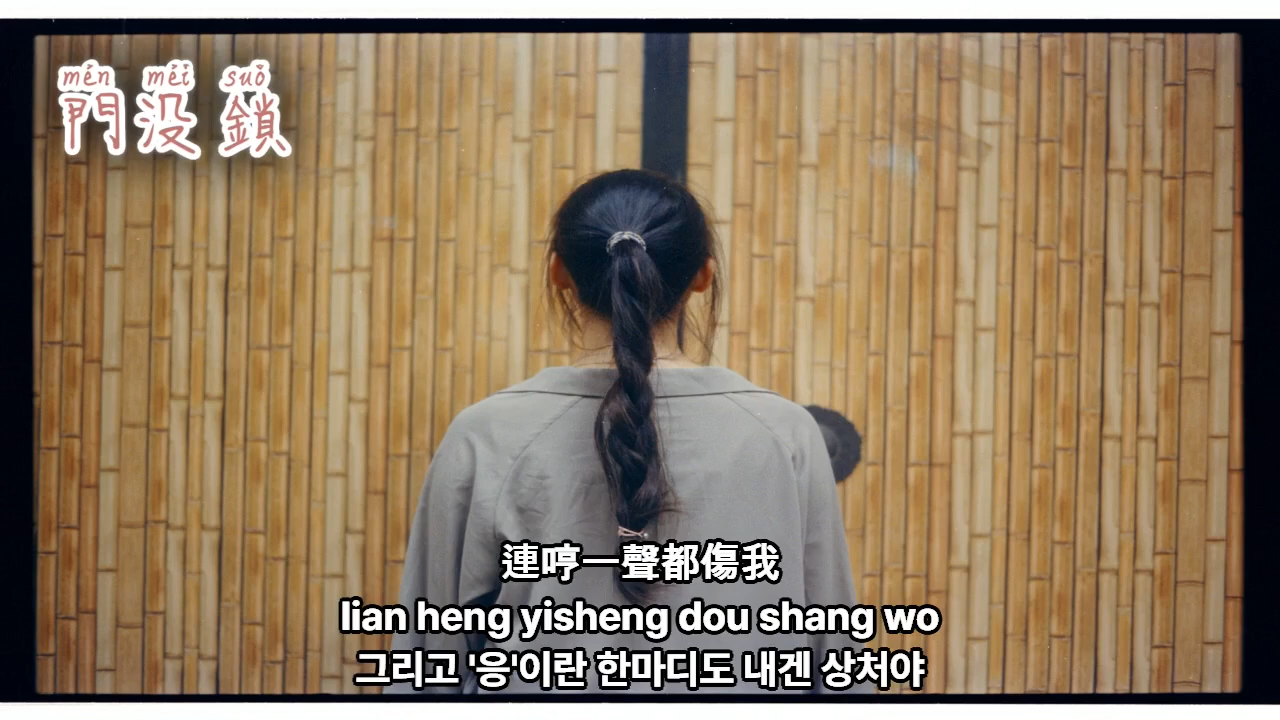 mén méi suǒ
門没鎖
連哼一聲都傷我
lian heng yisheng dou shang wo
그리고 '응'이란 한마디도 내겐 상처야